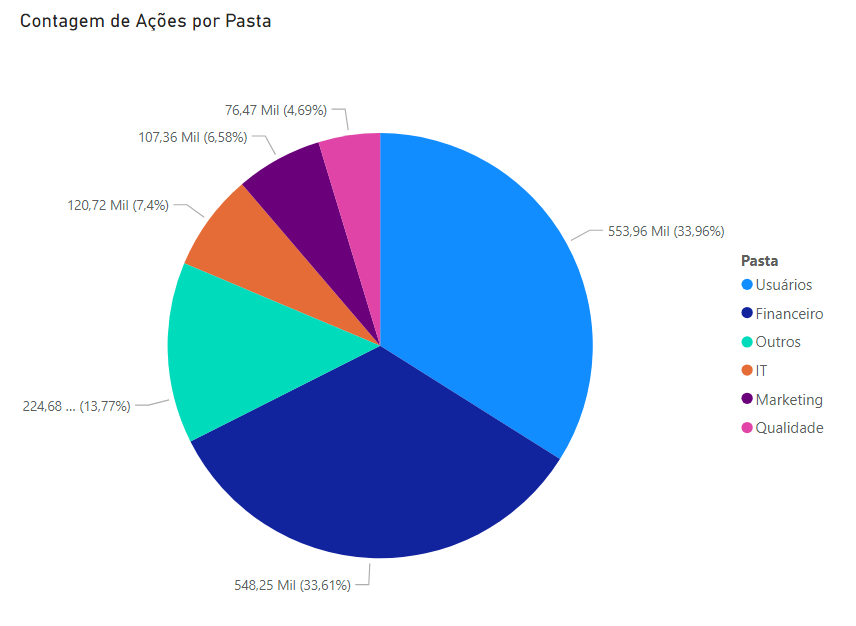 Contagem de Ações por Pasta
76,47 Mil (4,69%)
107,36 Mil (6,58%)
120,72 Mil (7,4%)
553,96 Mil (33,96%)
224,68 ... (13,77%)
548,25 Mil (33,61%)
Pasta
Usuários
Financeiro
Outros
IT
Marketing
Qualidade